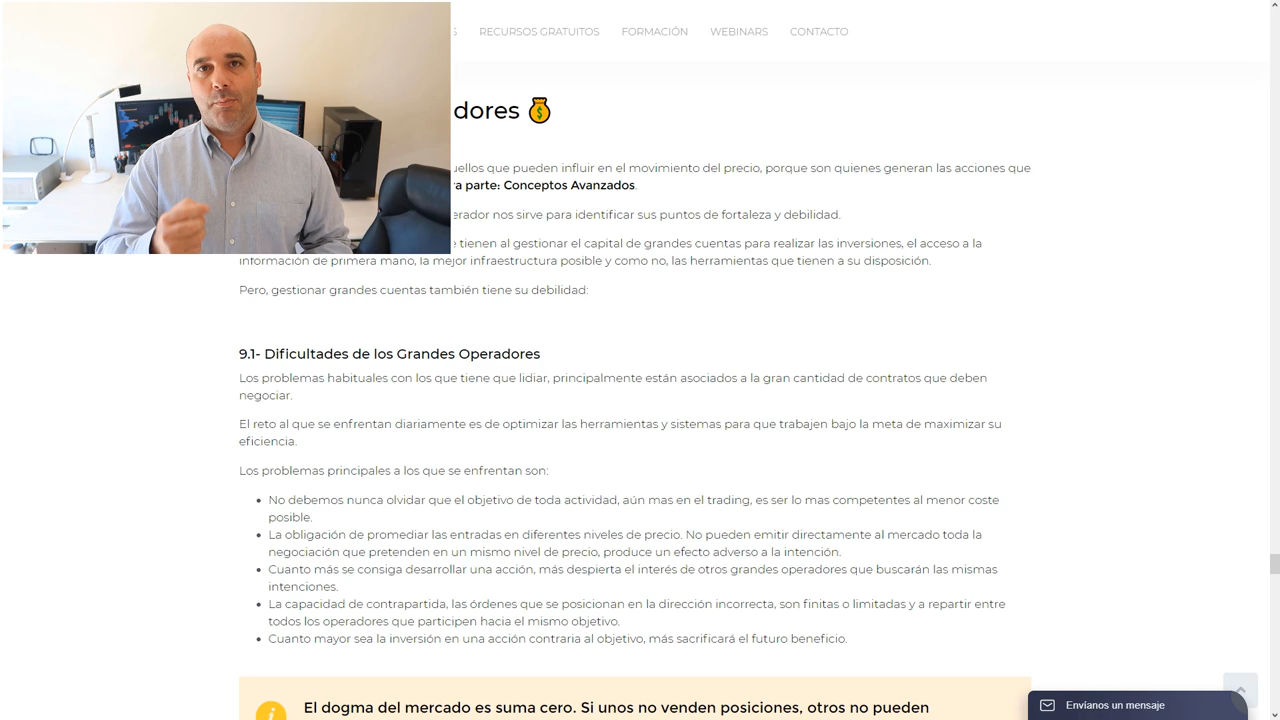 S RECURSOS GRATUITOS FORMACIÓN WEBINARS CONTACTO
dores
uellos que pueden influir en el movimiento del precio, porque son quienes generan las acciones que
a parte: Conceptos Avanzados.
erador nos sirve para identificar sus puntos de fortaleza y debilidad.
e tienen al gestionar el capital de grandes cuentas para realizar las inversiones, el acceso a la
información de primera mano, la mejor infraestructura posible y como no, las herramientas que tienen a su disposición.
Pero, gestionar grandes cuentas también tiene su debilidad:
9.1- Dificultades de los Grandes Operadores
Los problemas habituales con los que tiene que lidiar, principalmente están asociados a la gran cantidad de contratos que deben
negociar.
El reto al que se enfrentan diariamente es de optimizar las herramientas y sistemas para que trabajen bajo la meta de maximizar su
eficiencia.
Los problemas principales a los que se enfrentan son:
• No debemos nunca olvidar que el objetivo de toda actividad, aún mas en el trading, es ser lo mas competentes al menor coste
posible.
• La obligación de promediar las entradas en diferentes niveles de precio. No pueden emitir directamente al mercado toda la
negociación que pretenden en un mismo nivel de precio, produce un efecto adverso a la intención.
• Cuanto más se consiga desarrollar una acción, más despierta el interés de otros grandes operadores que buscarán las mismas
intenciones.
• La capacidad de contrapartida, las órdenes que se posicionan en la dirección incorrecta, son finitas o limitadas y a repartir entre
todos los operadores que participen hacia el mismo objetivo.
• Cuanto mayor sea la inversión en una acción contraria al objetivo, más sacrificará el futuro beneficio.
El dogma del mercado es suma cero. Si unos no venden posiciones, otros no pueden
Envíanos un mensaje